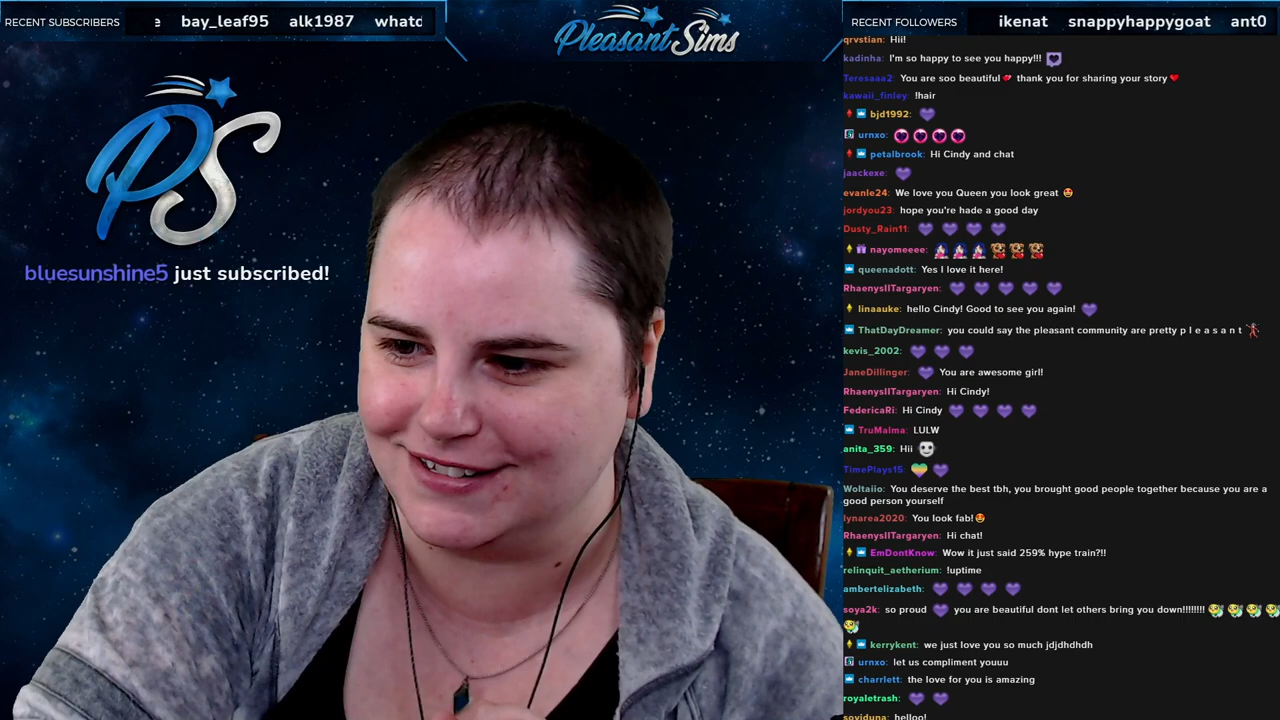 RECENT SUBSCRIBERS
bay_leaf95 alk1987
PleasantSims
RECENT FOLLOWERS
ikenat snappyhappygoat ant0
PS
bluesunshine5 just subscribed!
qrvstian: Hii!
kadinha: I'm so happy to see you happy!!!
Teresaaa2: You are soo beautiful thank you for sharing your story
kawaii_finley: !hair
bjd1992:
urnxo:
petalbrook: Hi Cindy and chat
jaackexe:
evanle24: We love you Queen you look great
jordyou23: hope you're hade a good day
Dusty_Rain11:
nayomeeee:
queenadott: Yes I love it here!
RhaenysIITargaryen:
linaauke: hello Cindy! Good to see you again!
ThatDayDreamer: you could say the pleasant community are pretty p l e a s a n t
kevis_2002:
JaneDillinger: You are awesome girl!
RhaenysIITargaryen: Hi Cindy!
FedericaRi: Hi Cindy
TruMalma: LULW
anita_359: Hii
TimePlays15:
Woltaiio: You deserve the best tbh, you brought good people together because you are a
good person yourself
lynarea2020: You look fab!
RhaenysIITargaryen: Hi chat!
EmDontKnow: Wow it just said 259% hype train?!!
relinquit_aetherium: !uptime
ambertelizabeth:
soya2k: so proud you are beautiful dont let others bring you down!!!!!!!!
kerrykent: we just love you so much jdjdhdhdh
urnxo: let us compliment youuu
charrlett: the love for you is amazing
royaletrash:
soviduna: helloo!